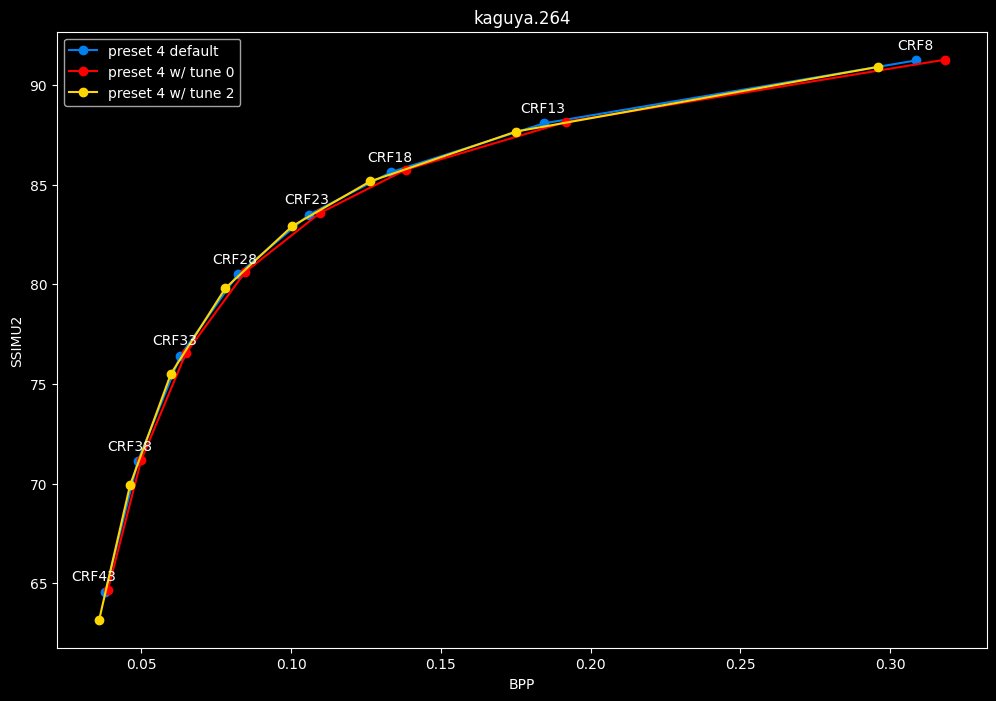 kaguya.264
preset 4 default
preset 4 w/ tune 0
preset 4 w/ tune 2
CRF8
CRF13
CRF18
CRF23
CRF28
CRF33
CRF38
CRF43
90
85
80
75
70
65
SSIMU2
0.05 0.10 0.15 0.20 0.25 0.30
BPP